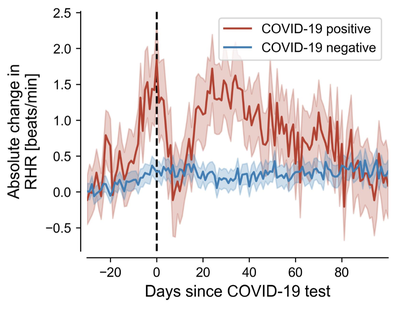 COVID-19 positive
COVID-19 negative
Absolute change in
RHR [beats/min]
2.5
2.0
1.5
1.0
0.5
0.0
−0.5
−20
0
20
40
60
80
Days since COVID-19 test